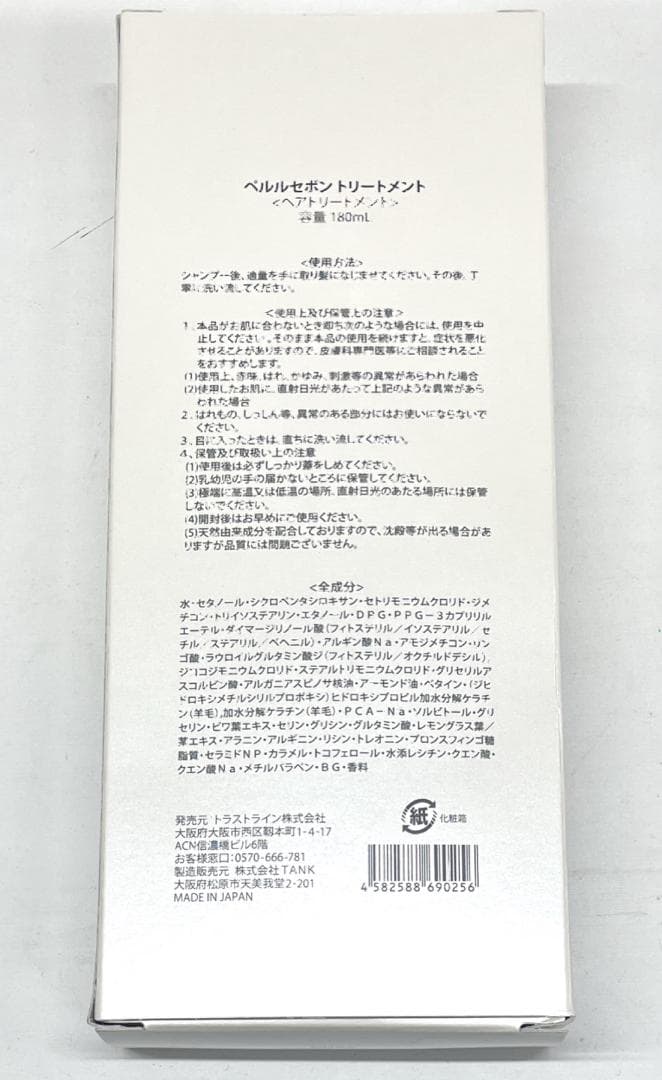 ペルルセボン トリートメント
<ヘアトリートメント>
容量 180mL
<使用方法>
シャンプー後、適量を手に取り髪になじませてください。その後、丁
寧に洗い流してください。
<使用上及び保管上の注意>
1. 本品がお肌に合わないとき即ち次のような場合には、使用を中
止してください。そのまま本品の使用を続けますと、症状を悪化
させることがありますので、皮膚科専門医等にご相談されること
をおすすめします。
(1)使用上、赤味、はれ、かゆみ、刺激等の異常があらわれた場合
(2)使用したお肌に、直射日光があたって上記のような異常があら
われた場合
2. はれもの、しっしん等、異常のある部分にはお使いにならないで
ください。
3. 目に入ったときは、直ちに洗い流してください。
4. 保管及び取扱い上の注意
(1)使用後は必ずしっかり蓋をしめてください。
(2)乳幼児の手の届かないところに保管してください。
(3)極端に高温又は低温の場所、直射日光のあたる場所には保管
しないでください。
(4)開封後はお早めにご使用ください。
(5)天然由来成分を配合しておりますので、沈殿等が出る場合があ
りますが品質には問題ございません。
<全成分>
水・セタノール・シクロペンタシロキサン・セトリモニウムクロリド・ジメ
チコン・トリイソステアリン・エタノール・DPG・PPG－3カプリリル
エーテル・ダイマージリノール酸(フィトステリル/イソステアリル/セ
チル/ステアリル/ベヘニル)・アルギン酸Na・アモジメチコン・リン
ゴ酸・ラウロイルグルタミン酸ジ(フィトステリル/オクチルドデシル)、
ジココジモニウムクロリド・ステアルトリモニウムクロリド・グリセリルア
スコルビン酸・アルガニアスピノサ核油・アーモンド油・ベタイン・(ジヒ
ドロキシメチルシリルプロポキシ)ヒドロキシプロピル加水分解ケラチ
ン(羊毛)、加水分解ケラチン(羊毛)・PCA－Na・ソルビトール・グリ
セリン・ビワ葉エキス・セリン・グリシン・グルタミン酸・レモングラス葉/
茎エキス・アラニン・アルギニン・リシン・トレオニン・プロンスフィンゴ糖
脂質・セラミドNP・カラメル・トコフェロール・水添レシチン・クエン酸・
クエン酸Na・メチルパラベン・BG・香料
発売元：トラストライン株式会社
大阪府大阪市西区靱本町1-4-17
ACN信濃橋ビル6階
お客様窓口：0570-666-781
製造販売元 株式会社TANK
大阪府松原市天美我堂2-201
MADE IN JAPAN
紙 化粧箱
4 582588 690256